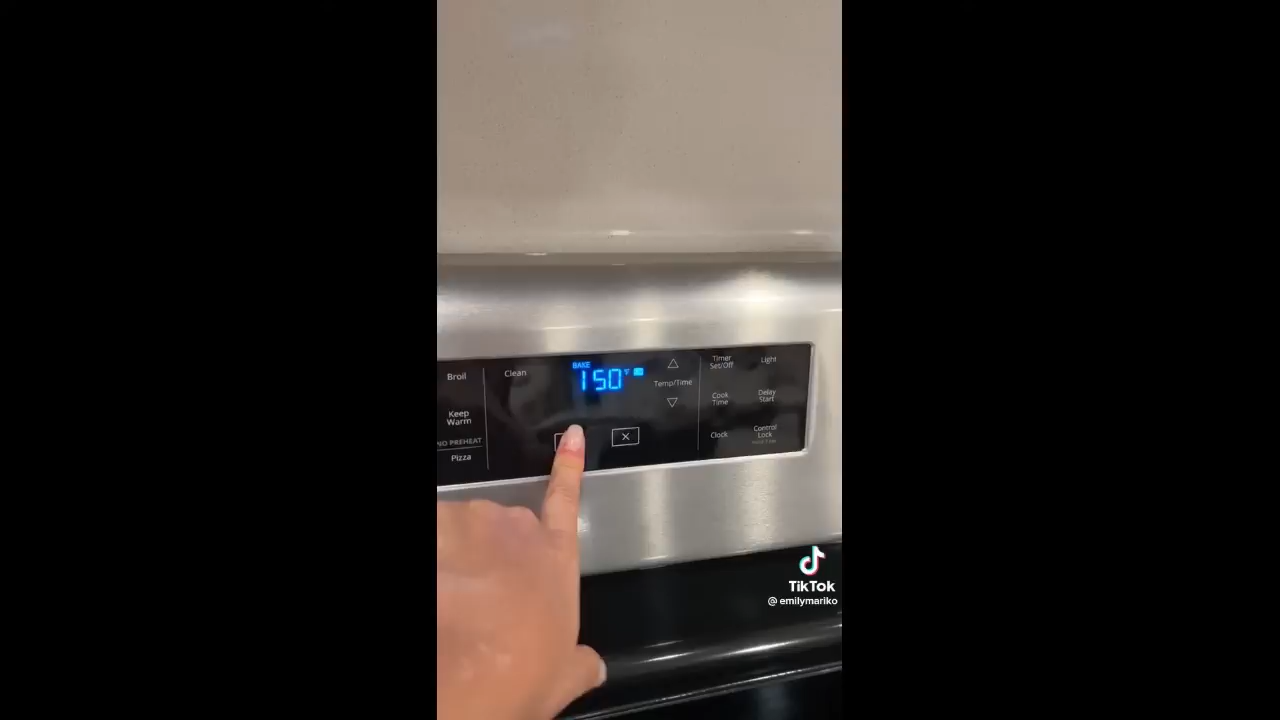 Broil
Clean
Keep
Warm
NO PREHEAT
Pizza
BAKE
150°F
Temp/Time
Timer
Set/Off
Light
Cook
Time
Delay
Start
Clock
Control
Lock
TikTok
@ emilymariko